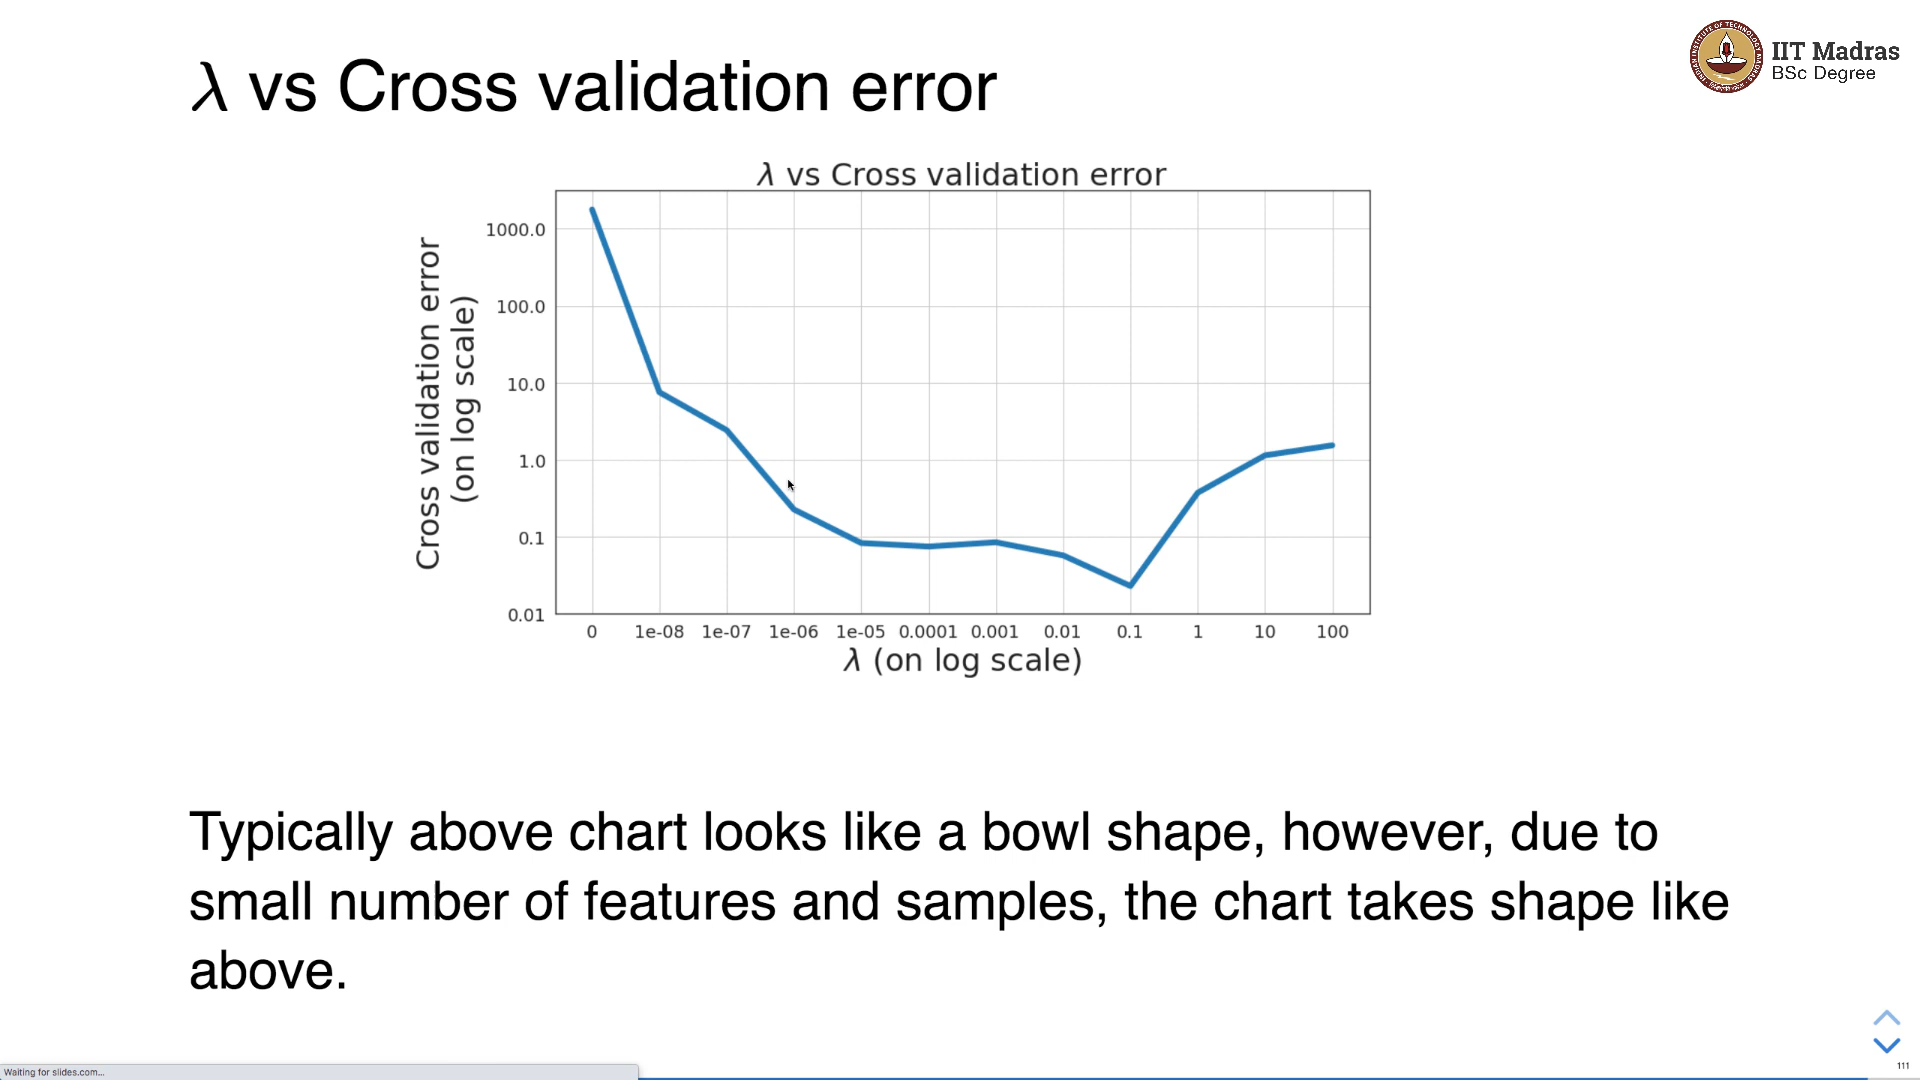 λ vs Cross validation error
IIT Madras
BSc Degree
λ vs Cross validation error
Cross validation error
(on log scale)
1000.0
100.0
10.0
1.0
0.1
0.01
0 1e-08 1e-07 1e-06 1e-05 0.0001 0.001 0.01 0.1 1 10 100
λ (on log scale)
Typically above chart looks like a bowl shape, however, due to
small number of features and samples, the chart takes shape like
above.
Waiting for slides.com...
111